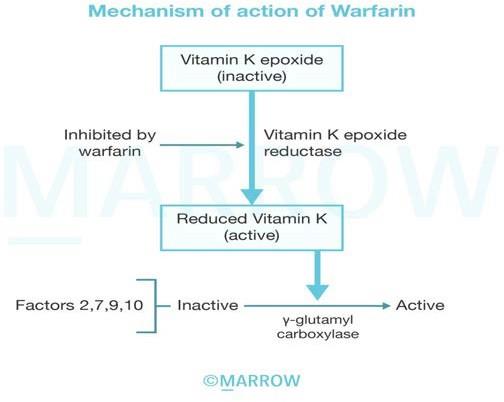 Mechanism of action of Warfarin
Vitamin K epoxide
(inactive)
Inhibited by
warfarin
Vitamin K epoxide
reductase
MARROW
Reduced Vitamin K
(active)
Factors 2,7,9,10
Inactive
Active
γ-glutamyl
carboxylase
©MARROW